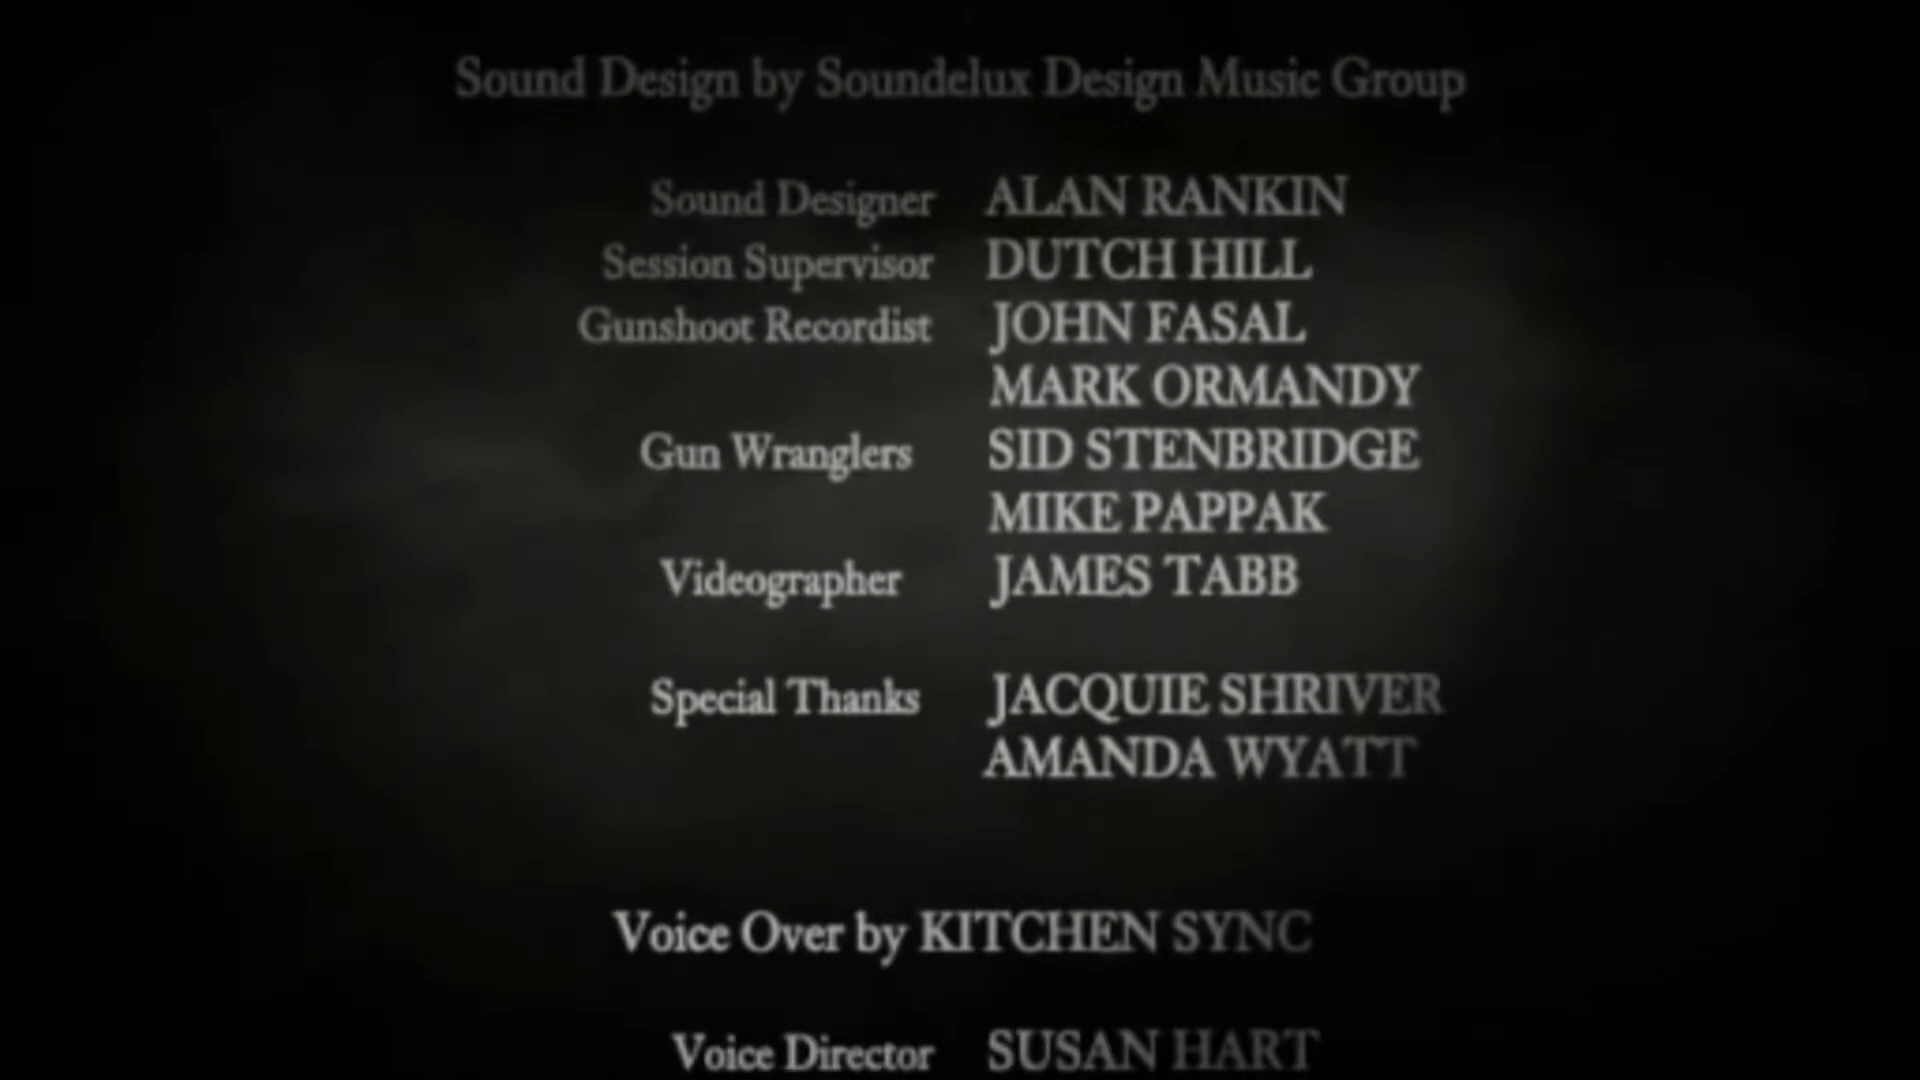 Sound Design by Soundelux Design Music Group
Sound Designer ALAN RANKIN
Session Supervisor DUTCH HILL
Gunshoot Recordist JOHN FASAL
MARK ORMANDY
Gun Wranglers SID STENBRIDGE
MIKE PAPPAK
Videographer JAMES TABB
Special Thanks JACQUIE SHRIVER
AMANDA WYATT
Voice Over by KITCHEN SYNC
Voice Director SUSAN HART